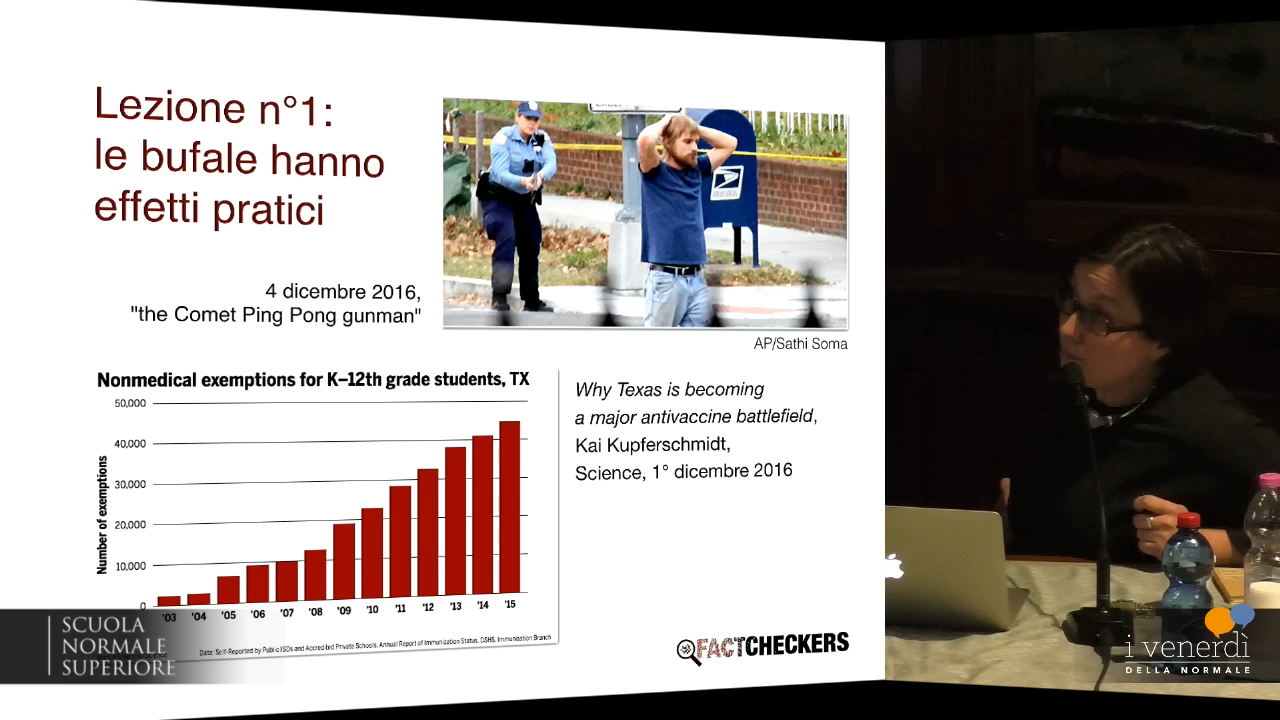 Lezione n°1:
le bufale hanno
effetti pratici
4 dicembre 2016,
"the Comet Ping Pong gunman"
AP/Sathi Soma
Nonmedical exemptions for K–12th grade students, TX
Number of exemptions
50,000
40,000
30,000
20,000
10,000
0
'03 '04 '05 '06 '07 '08 '09 '10 '11 '12 '13 '14 '15
Data: Self-Reported by Public ISDs and Accredited Private Schools, Annual Report of Immunization Status, DSHS, Immunization Branch
Why Texas is becoming
a major antivaccine battlefield,
Kai Kupferschmidt,
Science, 1° dicembre 2016
FACTCHECKERS
SCUOLA
NORMALE
SUPERIORE
i venerdì
DELLA NORMALE